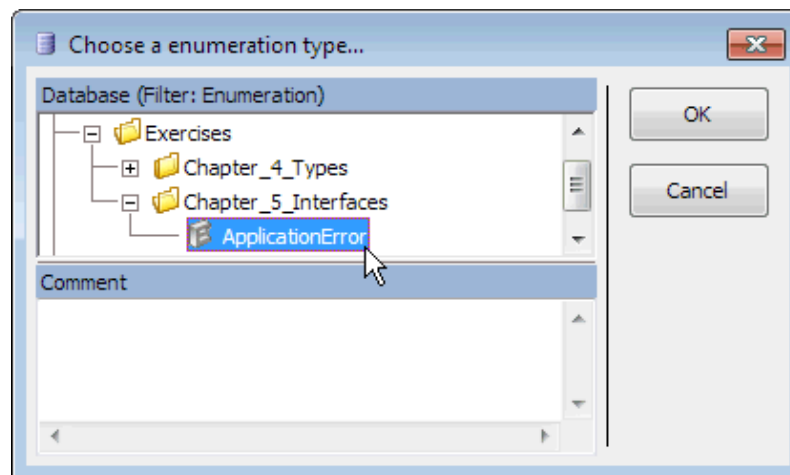 Choose a enumeration type...
Database (Filter: Enumeration)
Exercises
Chapter_4_Types
Chapter_5_Interfaces
ApplicationError
Comment
OK
Cancel